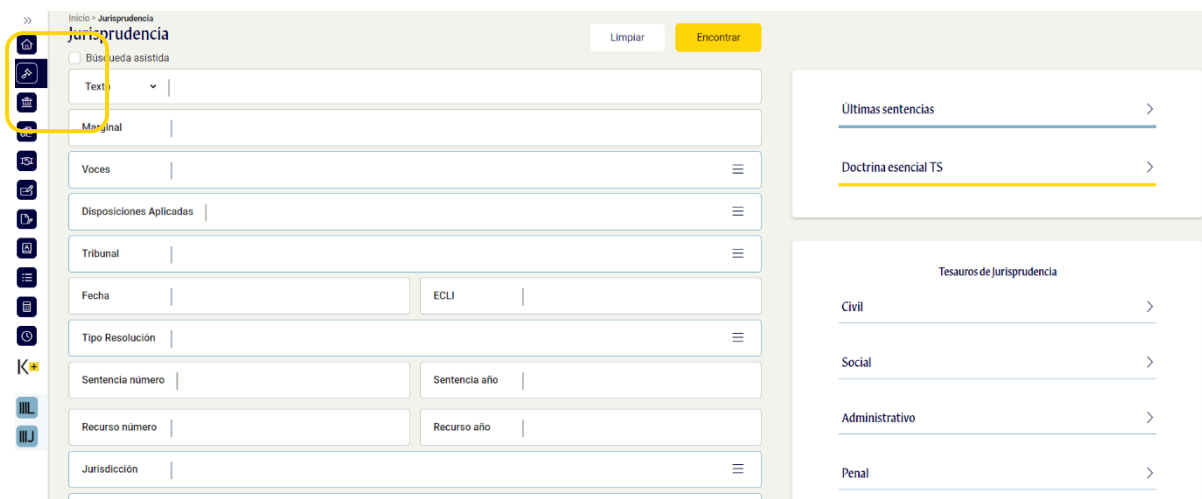 Inicio > Jurisprudencia
Jurisprudencia
Limpiar
Encontrar
Búsqueda asistida
Texto
Marginal
Voces
Disposiciones Aplicadas
Tribunal
Fecha
ECLI
Tipo Resolución
Sentencia número
Sentencia año
Recurso número
Recurso año
Jurisdicción
Últimas sentencias
Doctrina esencial TS
Tesauros de Jurisprudencia
Civil
Social
Administrativo
Penal
K+
IIIL
IIIJ